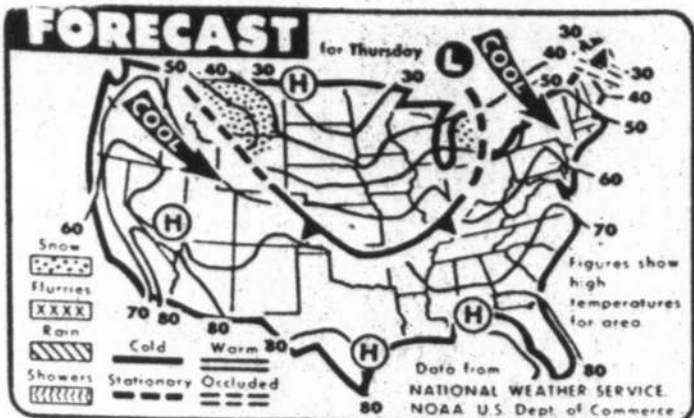 FORECAST
for Thursday
50 40 30 H 30 L COOL 30
40 30
50 40
50
COOL
60
60
H
70
Snow
Flurries
XXXX
Rain
Showers
70 80 80 80
Cold Warm
Stationary Occluded
H
80
H
80
Figures show
high
temperatures
for area.
Data from
NATIONAL WEATHER SERVICE.
NOAA U.S. Dept. of Commerce